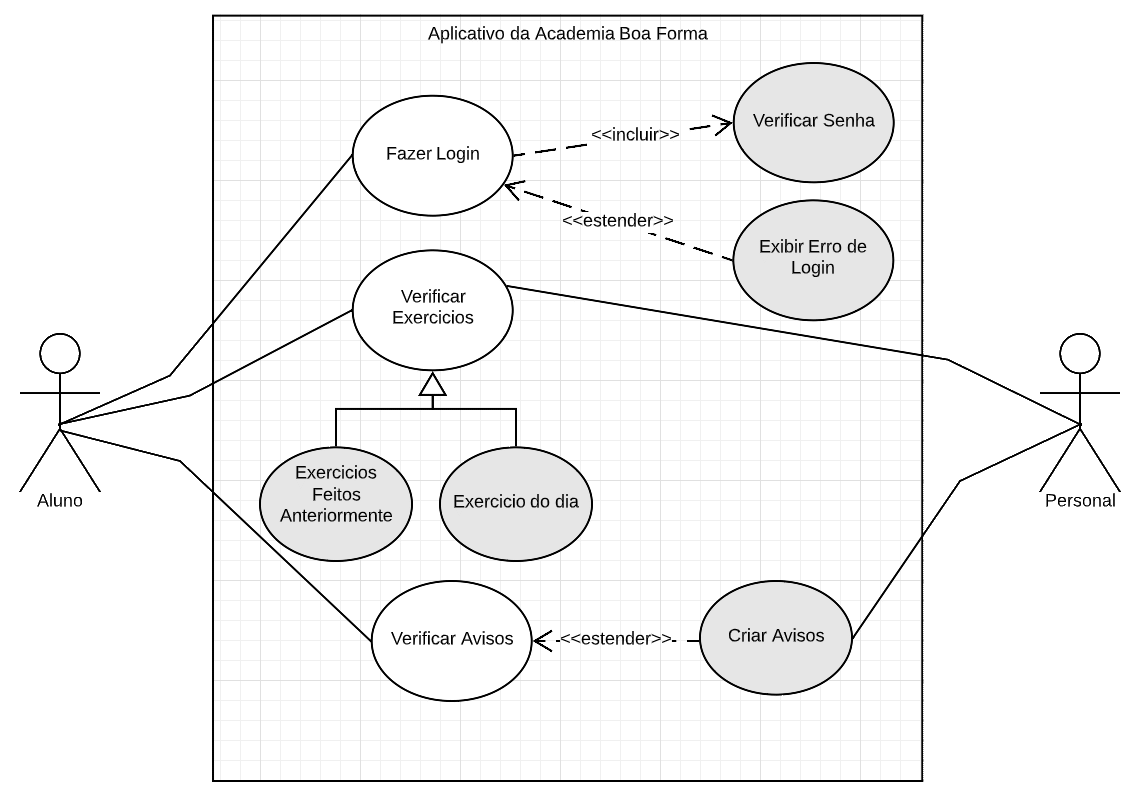 Aplicativo da Academia Boa Forma
Fazer Login
<<incluir>>
Verificar Senha
<<estender>>
Exibir Erro de
Login
Verificar
Exercicios
Aluno
Personal
Exercicios
Feitos
Anteriormente
Exercicio do dia
Verificar Avisos
<<estender>>
Criar Avisos